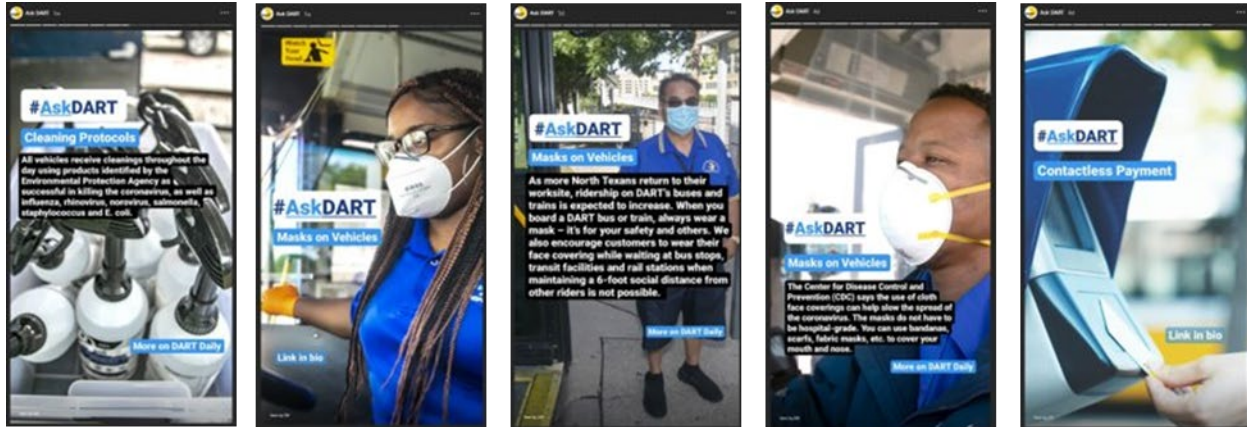 Ask DART
#AskDART
Cleaning Protocols
All vehicles receive cleanings throughout the
day using products identified by the
Environmental Protection Agency as
successful in killing the coronavirus, as well as
influenza, rhinovirus, norovirus, salmonella,
staphylococcus and E. coli.
More on DART Daily
Ask DART
Watch
Your
#AskDART
Masks on Vehicles
Link in bio
Ask DART
#AskDART
Masks on Vehicles
As more North Texans return to their
worksite, ridership on DART's buses and
trains is expected to increase. When you
board a DART bus or train, always wear a
mask – it's for your safety and others. We
also encourage customers to wear their
face covering while waiting at bus stops,
transit facilities and rail stations when
maintaining a 6-foot social distance from
other riders is not possible.
More on DART Daily
Ask DART
#AskDART
Masks on Vehicles
The Center for Disease Control and
Prevention (CDC) says the use of cloth
face coverings can help slow the spread of
the coronavirus. The masks do not have to
be hospital-grade. You can use bandanas,
scarfs, fabric masks, etc. to cover your
mouth and nose.
More on DART Daily
Ask DART
#AskDART
Contactless Payment
Link in bio